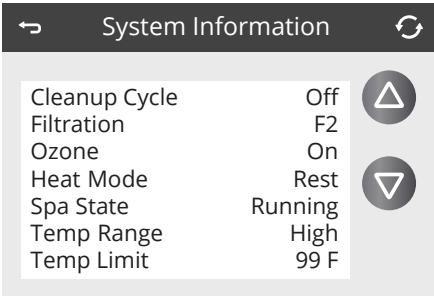 System Information
Cleanup Cycle Off
Filtration F2
Ozone On
Heat Mode Rest
Spa State Running
Temp Range High
Temp Limit 99 F